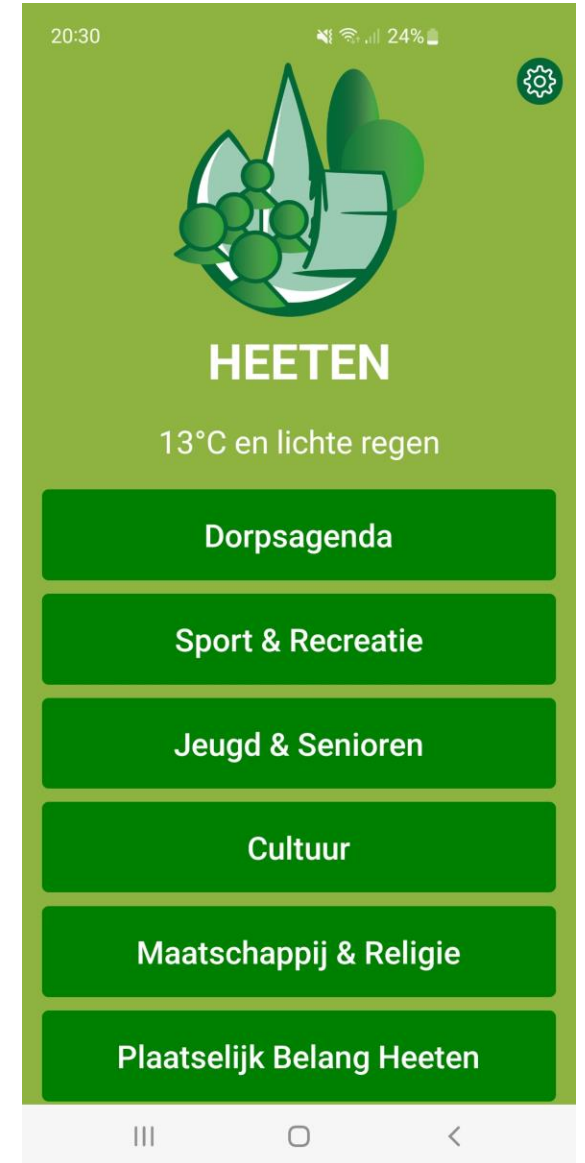 20:30 24%
HEETEN
13°C en lichte regen
Dorpsagenda
Sport & Recreatie
Jeugd & Senioren
Cultuur
Maatschappij & Religie
Plaatselijk Belang Heeten